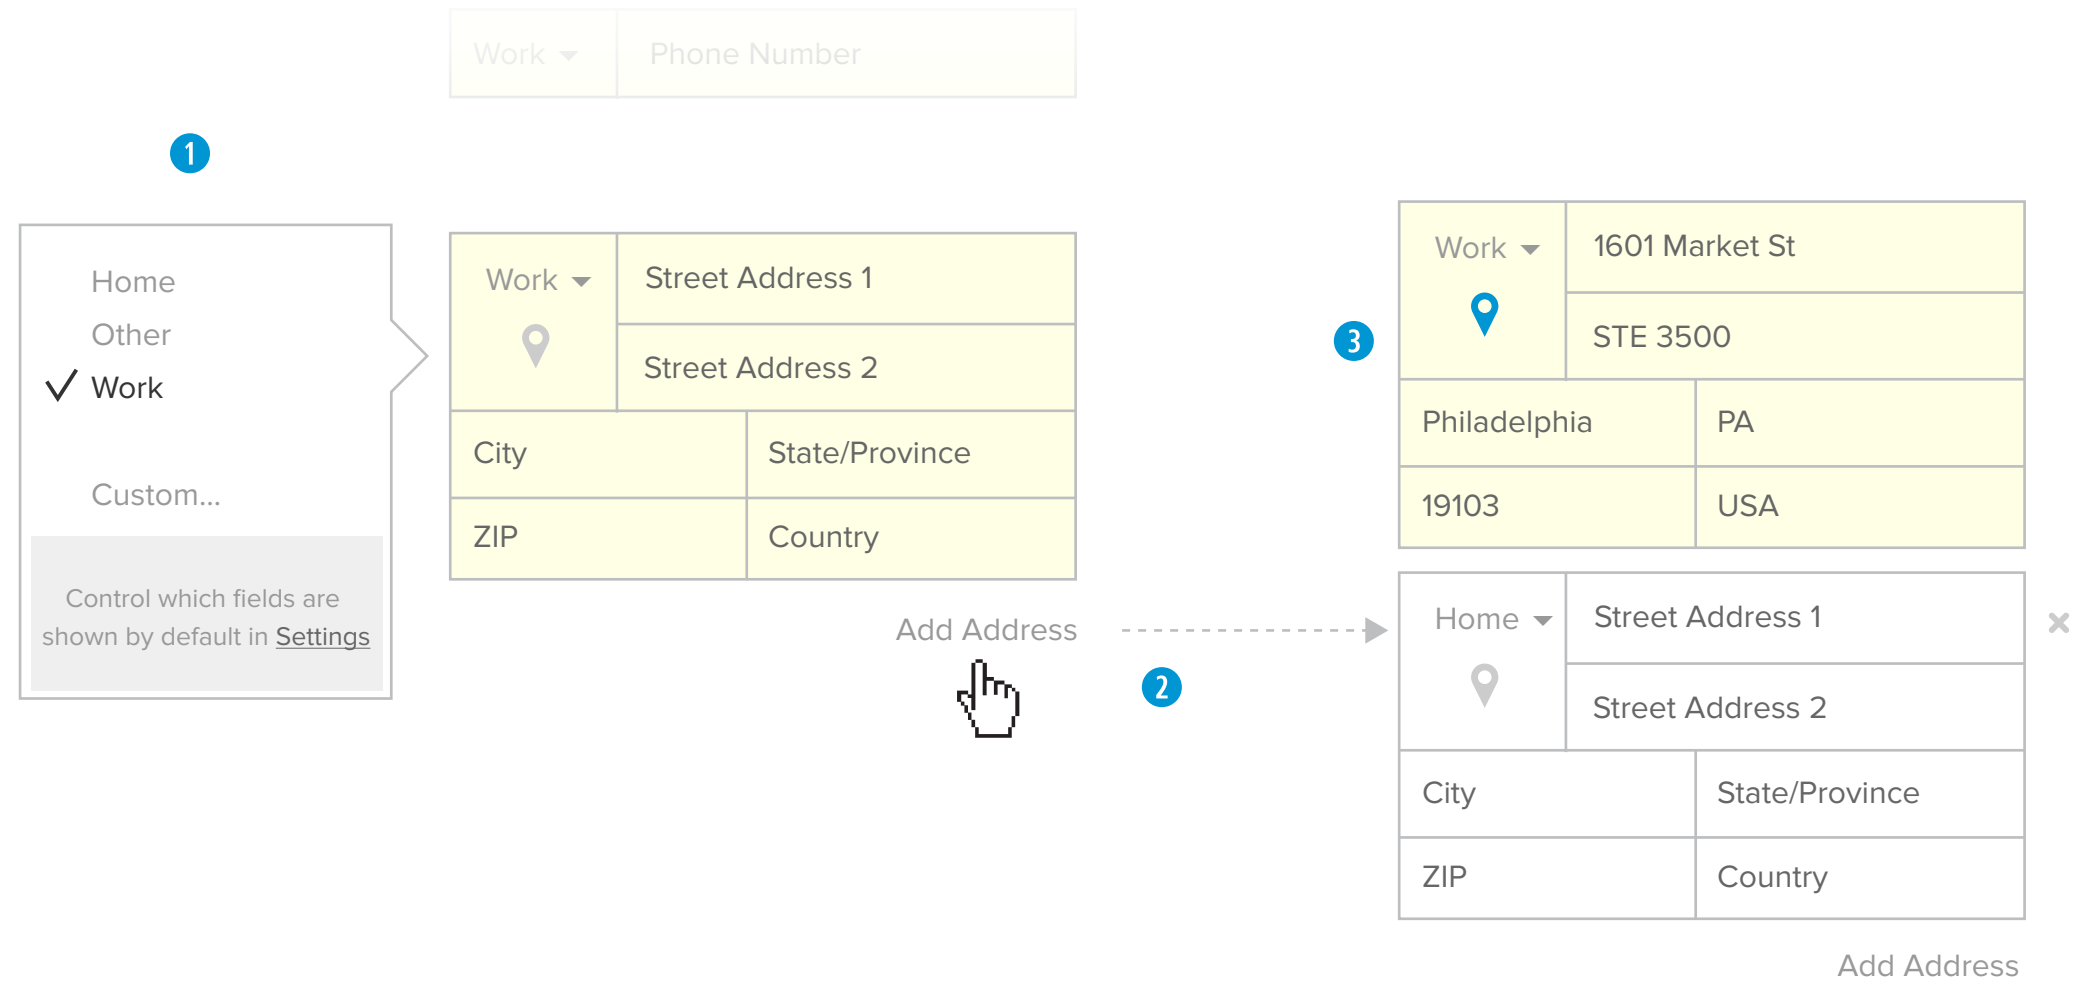 Work
Phone Number
1
Home
Other
Work
Custom...
Control which fields are
shown by default in Settings
Work
Street Address 1
Street Address 2
City
State/Province
ZIP
Country
Add Address
2
3
Work
1601 Market St
STE 3500
Philadelphia
PA
19103
USA
Home
Street Address 1
Street Address 2
City
State/Province
ZIP
Country
Add Address